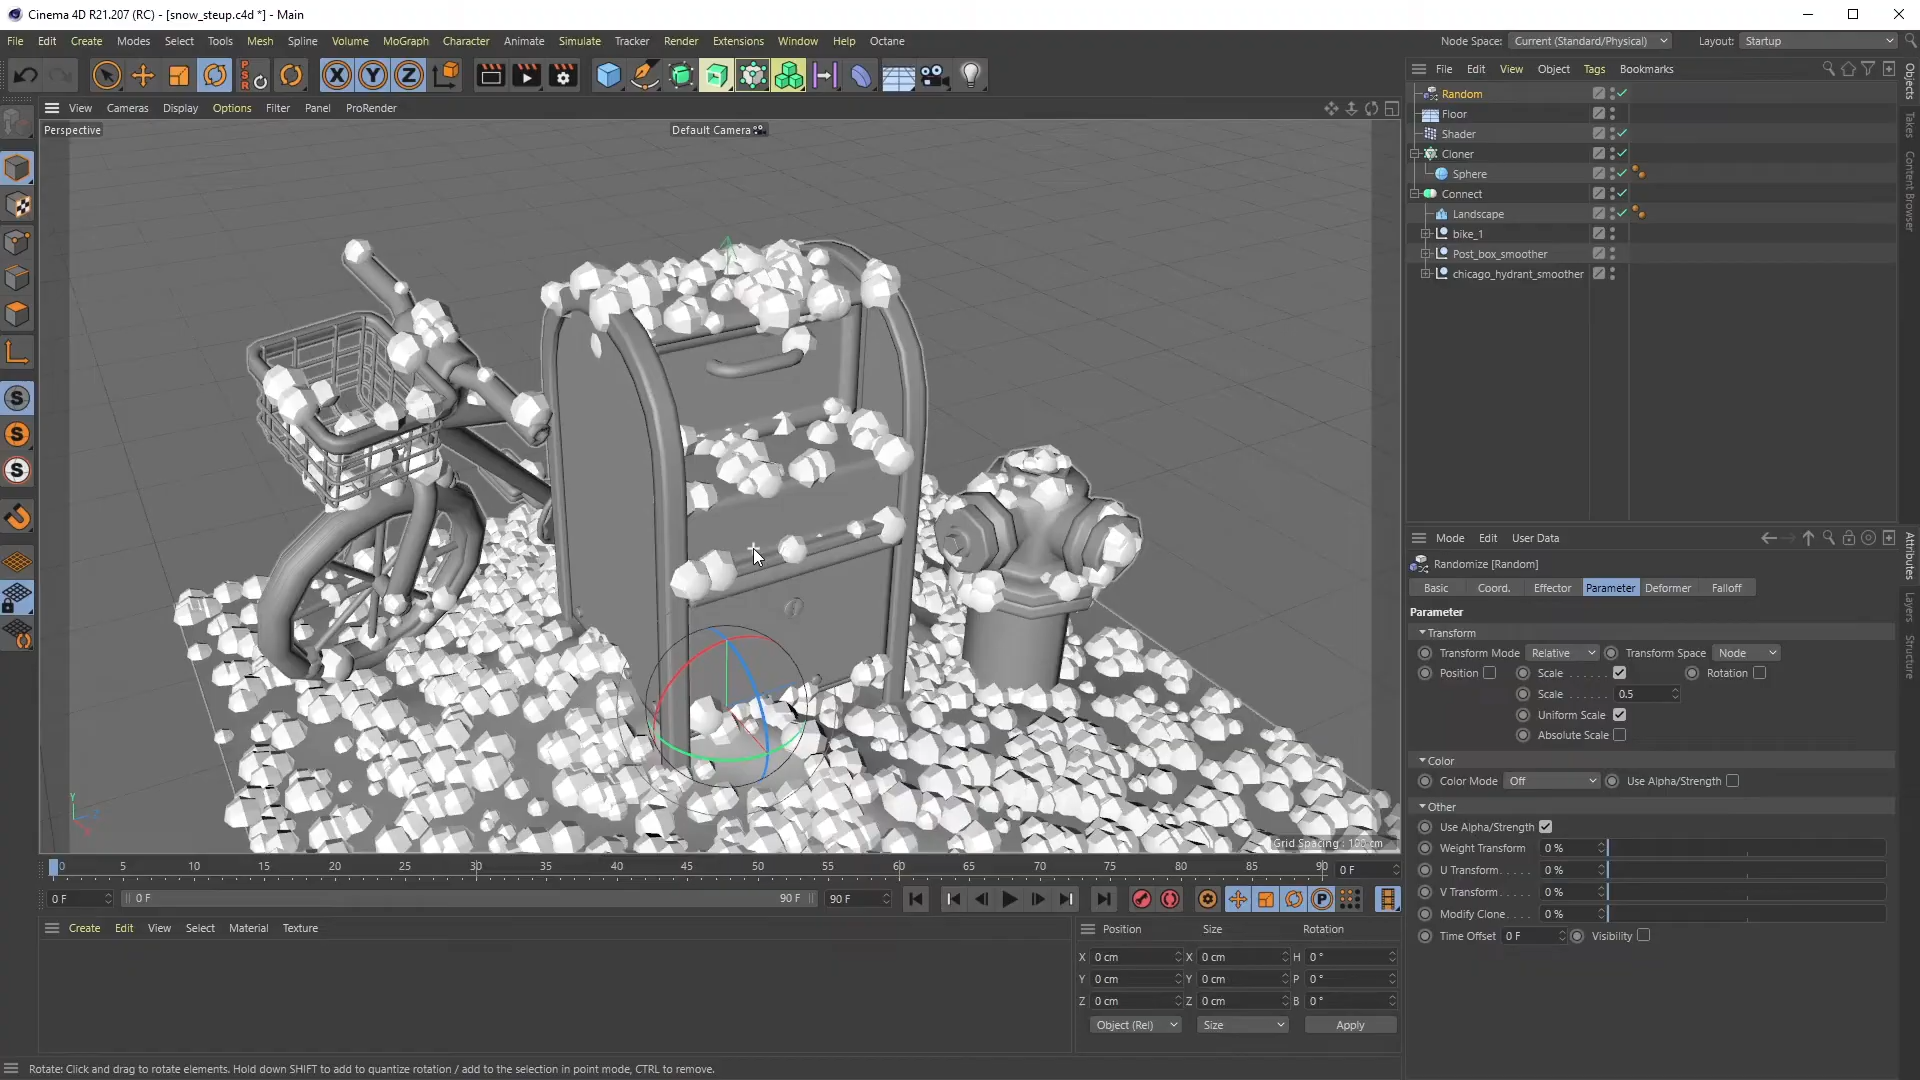 Cinema 4D R21.207 (RC) - [snow_steup.c4d *] - Main
File Edit Create Modes Select Tools Mesh Spline Volume MoGraph Character Animate Simulate Tracker Render Extensions Window Help Octane
Node Space: Current (Standard/Physical) Layout: Startup
PSR X Y Z
File Edit View Object Tags Bookmarks
View Cameras Display Options Filter Panel ProRender
Perspective
Default Camera
Random
Floor
Shader
Cloner
Sphere
Connect
Landscape
bike_1
Post_box_smoother
chicago_hydrant_smoother
Objects
Takes
Content Browser
S
S
S
Mode Edit User Data
Randomize [Random]
Basic Coord. Effector Parameter Deformer Falloff
Parameter
Transform
Transform Mode Relative Transform Space Node
Position Scale . . . . . . Rotation
Scale . . . . . . 0.5
Uniform Scale
Absolute Scale
Color
Color Mode Off Use Alpha/Strength
Other
Use Alpha/Strength
Weight Transform 0 %
U Transform. . . . . 0 %
V Transform. . . . . 0 %
Modify Clone. . . . 0 %
Time Offset 0 F Visibility
Attributes
Layers
Structure
Y
Grid Spacing : 100 cm
0 5 10 15 20 25 30 35 40 45 50 55 60 65 70 75 80 85 90 0 F
0 F 0 F 90 F 90 F P
Create Edit View Select Material Texture
Position Size Rotation
X 0 cm X 0 cm H 0 °
Y 0 cm Y 0 cm P 0 °
Z 0 cm Z 0 cm B 0 °
Object (Rel) Size Apply
Rotate: Click and drag to rotate elements. Hold down SHIFT to add to quantize rotation / add to the selection in point mode, CTRL to remove.